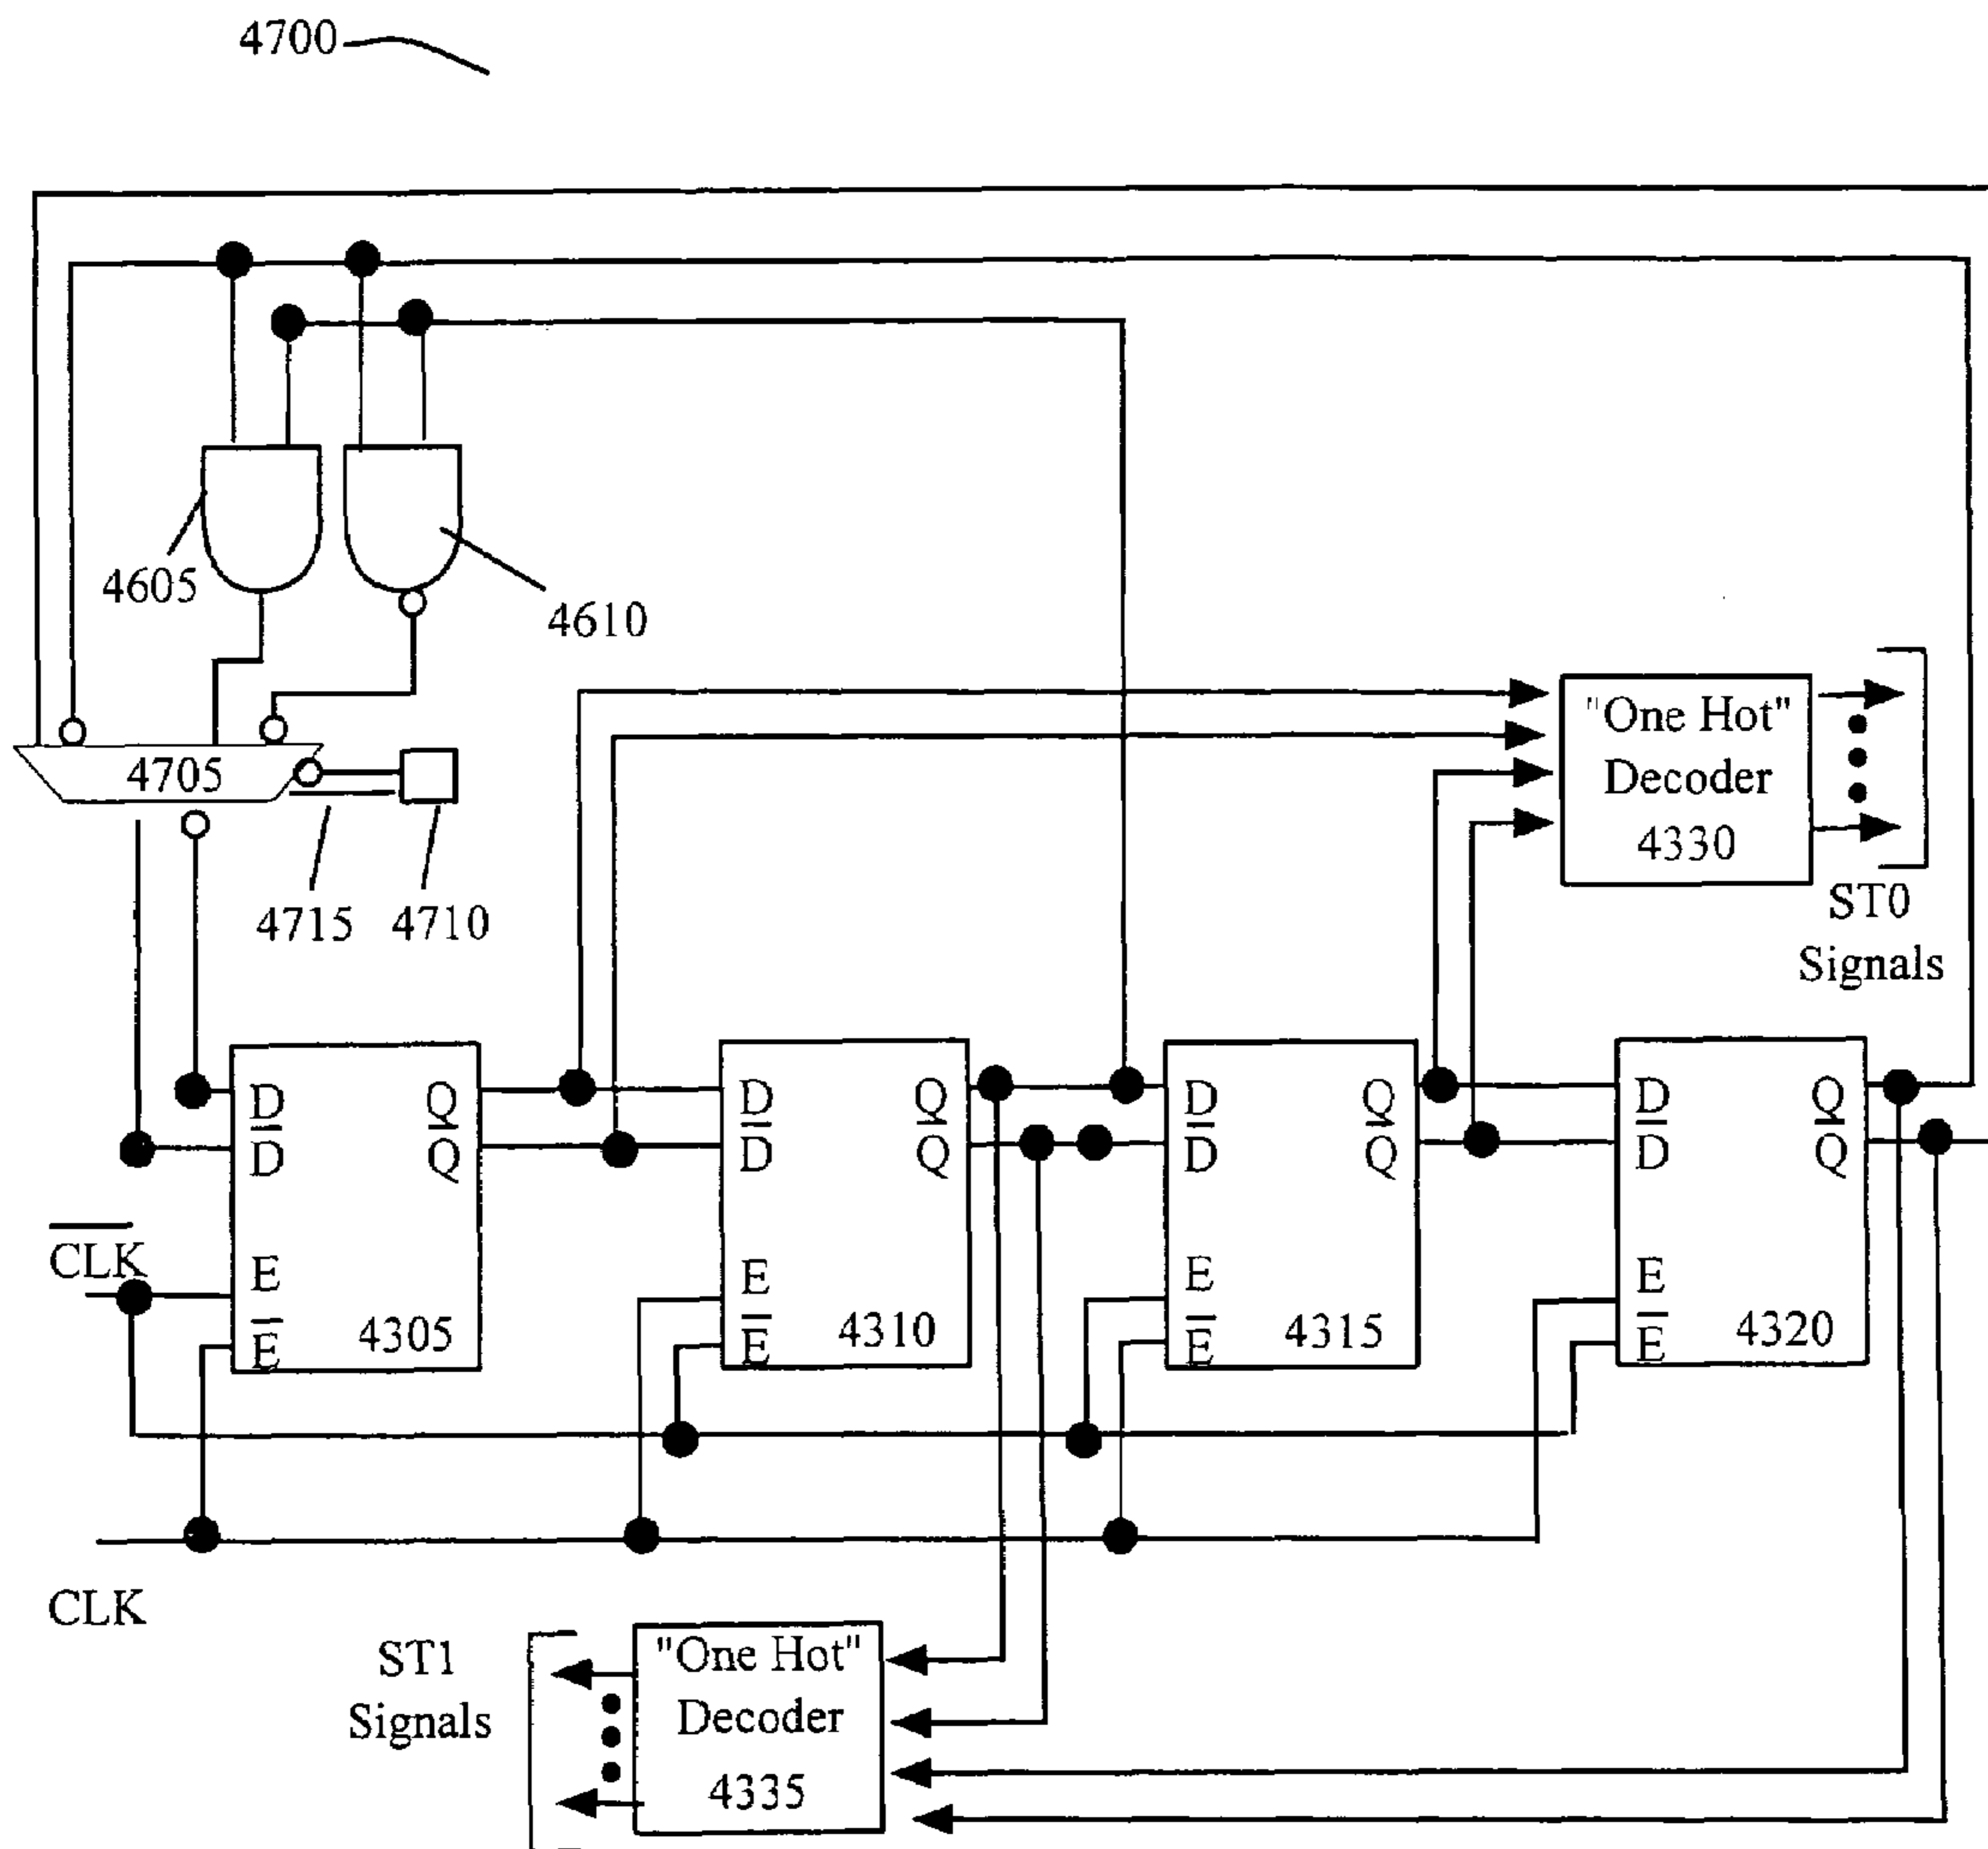 4700
4605
4610
4705
4715
4710
"One Hot"
Decoder
4330
ST0
Signals
D
D̅
Q
Q̅
E
E̅
4305
D
D̅
Q
Q̅
E
E̅
4310
D
D̅
Q
Q̅
E
E̅
4315
D
D̅
Q
Q̅
E
E̅
4320
C̅L̅K̅
CLK
ST1
Signals
"One Hot"
Decoder
4335